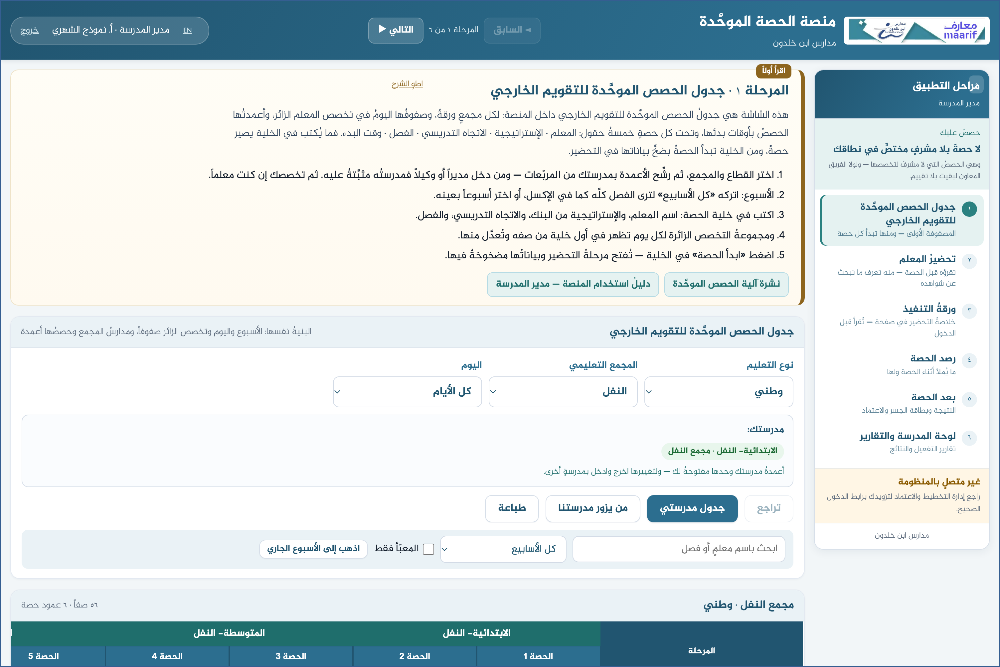 معارف
maarif
مدارس
ابن خلدون
منصة الحصة الموحَّدة
مدارس ابن خلدون
◄ السابق
المرحلة ١ من ٦
التالي ◀
EN
مدير المدرسة · أ. نموذج الشهري
خروج
مراحل التطبيق
مدير المدرسة
حصصٌ عليك
لا حصةَ بلا مشرفٍ مختصٍّ في نطاقك
وهي الحصصُ التي لا مشرفَ لتخصصها — ولولا الفريق
المعاون لبقيت بلا تقييم.
١
جدول الحصص الموحَّدة
للتقويم الخارجي
المصفوفة الأولى — ومنها تبدأ كل حصة
٢
تحضيرُ المعلم
تقرؤه قبل الحصة — منه تعرف ما تبحث
عن شواهده
٣
ورقةُ التنفيذ
خلاصةُ التحضير في صفحة — تُقرأ قبل
الدخول
٤
رصد الحصة
ما يُملأ أثناء الحصة ولها
٥
بعد الحصة
النتيجة وبطاقة الجسر والاعتماد
٦
لوحة المدرسة والتقارير
تقارير التفعيل والنتائج
غير متصلٍ بالمنظومة
راجع إدارة التخطيط والاعتماد لتزويدك برابط الدخول
الصحيح.
مدارس ابن خلدون
اقرأ أولاً
المرحلة ١ · جدول الحصص الموحَّدة للتقويم الخارجي
اطوِ الشرح
هذه الشاشة هي جدولُ الحصص الموحَّدة للتقويم الخارجي داخل المنصة: لكل مجمعٍ ورقةٌ، وصفوفُها اليومُ في تخصص المعلم الزائر، وأعمدتُها
الحصصُ بأوقات بدئها، وتحت كل حصةٍ خمسةُ حقول: المعلم · الإستراتيجية · الاتجاه التدريسي · الفصل · وقت البدء. فما يُكتب في الخلية يصير
حصةً، ومن الخلية تبدأ الحصةُ بضخِّ بياناتها في التحضير.
1. اختر القطاع والمجمع، ثم رشِّح الأعمدة بمدرستك من المربّعات — ومن دخل مديراً أو وكيلاً فمدرستُه مثبَّتةٌ عليه. ثم تخصصك إن كنت معلماً.
2. الأسبوع: اتركه «كل الأسابيع» لترى الفصل كلَّه كما في الإكسل، أو اختر أسبوعاً بعينه.
3. اكتب في خلية الحصة: اسم المعلم، والإستراتيجية من البنك، والاتجاه التدريسي، والفصل.
4. ومجموعةُ التخصص الزائرة لكل يوم تظهر في أول خلية من صفه وتُعدَّل منها.
5. اضغط «ابدأ الحصة» في الخلية — تُفتح مرحلةُ التحضير وبياناتُها مضخوخةٌ فيها.
نشرة آلية الحصص الموحَّدة
دليلُ استخدام المنصة — مدير المدرسة
جدول الحصص الموحَّدة للتقويم الخارجي
البنيةُ نفسها: الأسبوع واليوم وتخصص الزائر صفوفاً، ومدارسُ المجمع وحصصُها أعمدة
نوع التعليم
المجمع التعليمي
اليوم
وطني
النفل
كل الأيام
مدرستك:
الابتدائية- النفل · مجمع النفل
أعمدةُ مدرستك وحدها مفتوحةٌ لك — ولتغييرها اخرج وادخل بمدرسةٍ أخرى.
تراجع
جدول مدرستي
من يزور مدرستنا
طباعة
ابحث باسم معلمٍ أو فصل
كل الأسابيع
المعبّأ فقط
اذهب إلى الأسبوع الجاري
مجمع النفل · وطني
٥٦ صفاً · ٦ عمود حصة
المرحلة
الابتدائية- النفل
المتوسطة- النفل
الحصة 1
الحصة 2
الحصة 3
الحصة 4
الحصة 5